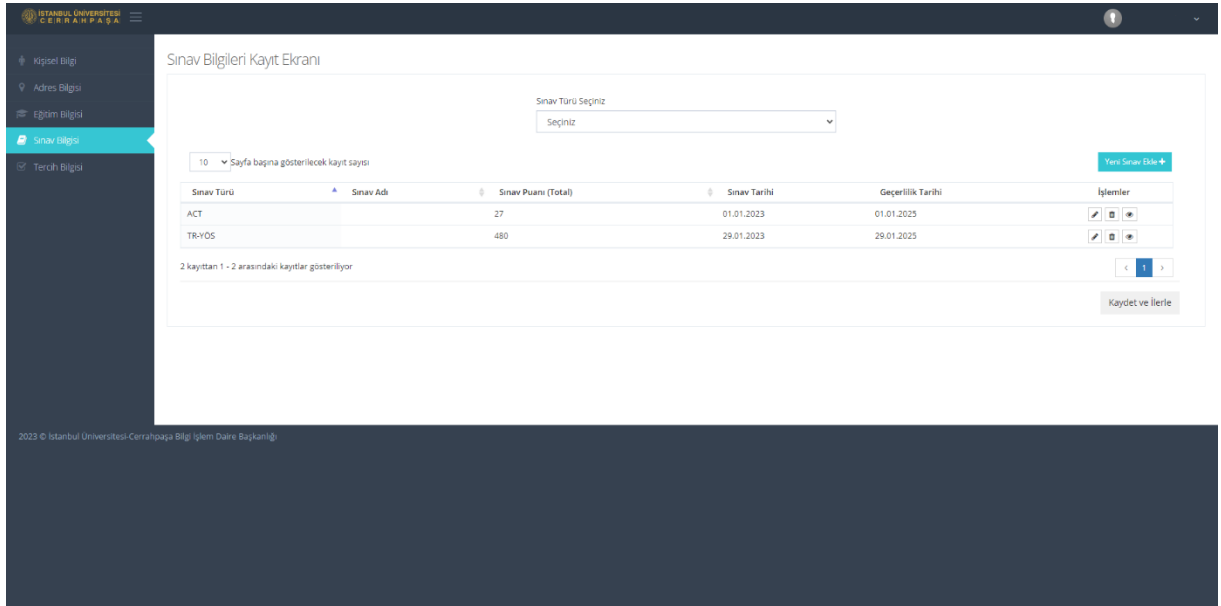 İSTANBUL ÜNİVERSİTESİ
CERRAHPAŞA
Kişisel Bilgi
Adres Bilgisi
Eğitim Bilgisi
Sınav Bilgisi
Tercih Bilgisi
Sınav Bilgileri Kayıt Ekranı
Sınav Türü Seçiniz
Seçiniz
10 Sayfa başına gösterilecek kayıt sayısı
Yeni Sınav Ekle +
Sınav Türü Sınav Adı Sınav Puanı (Total) Sınav Tarihi Geçerlilik Tarihi İşlemler
ACT 27 01.01.2023 01.01.2025
TR-YÖS 480 29.01.2023 29.01.2025
2 kayıttan 1 - 2 arasındaki kayıtlar gösteriliyor
< 1 >
Kaydet ve İlerle
2023 © İstanbul Üniversitesi-Cerrahpaşa Bilgi İşlem Daire Başkanlığı